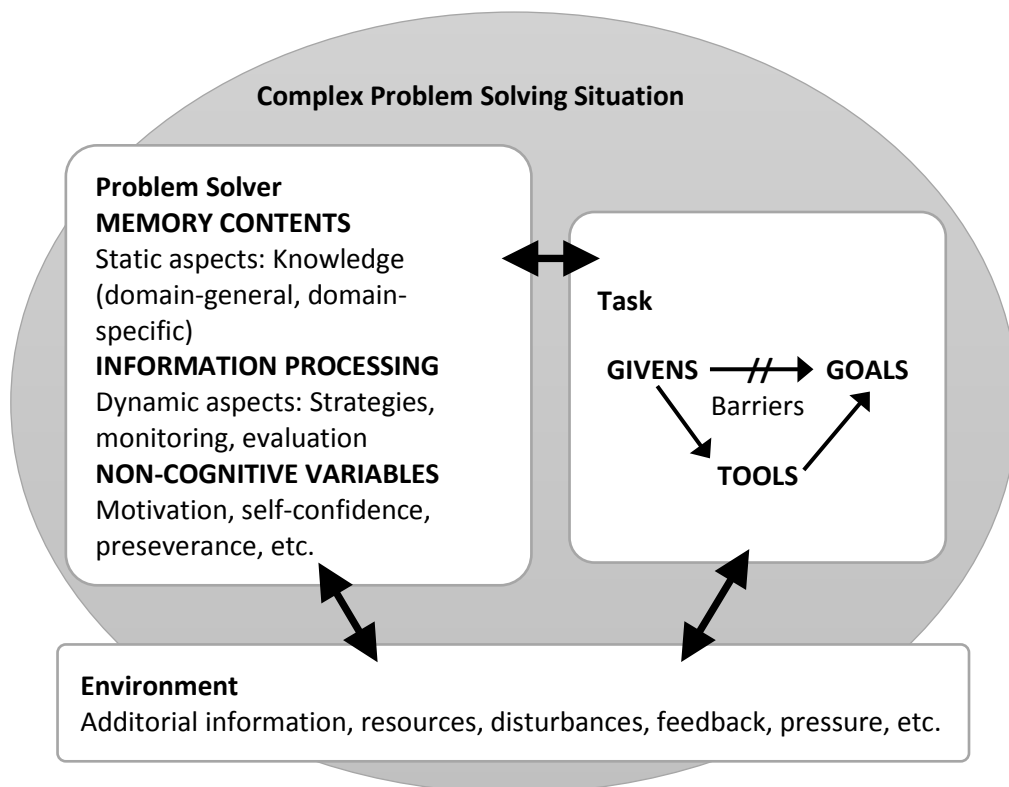 Complex Problem Solving Situation
Problem Solver
MEMORY CONTENTS
Static aspects: Knowledge
(domain-general, domain-
specific)
INFORMATION PROCESSING
Dynamic aspects: Strategies,
monitoring, evaluation
NON-COGNITIVE VARIABLES
Motivation, self-confidence,
preseverance, etc.
Task
GIVENS
GOALS
Barriers
TOOLS
Environment
Additorial information, resources, disturbances, feedback, pressure, etc.